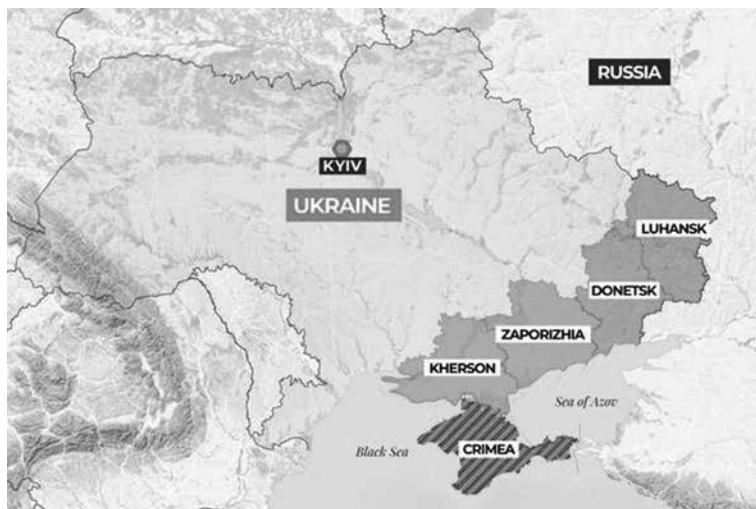 RUSSIA
KYIV
UKRAINE
LUHANSK
DONETSK
ZAPORIZHIA
KHERSON
Sea of Azov
Black Sea
CRIMEA